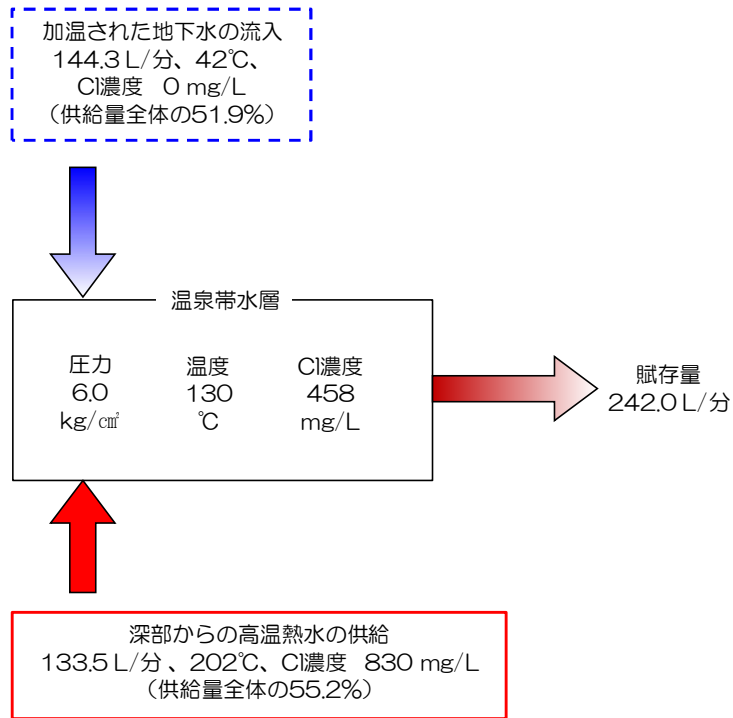 加温された地下水の流入
144.3 L/分、42℃、
Cl濃度 0 mg/L
（供給量全体の51.9%）
温泉帯水層
圧力 温度 Cl濃度
6.0 130 458
kg/㎠ ℃ mg/L
賦存量
242.0 L/分
深部からの高温熱水の供給
133.5 L/分 、202℃、Cl濃度 830 mg/L
（供給量全体の55.2%）